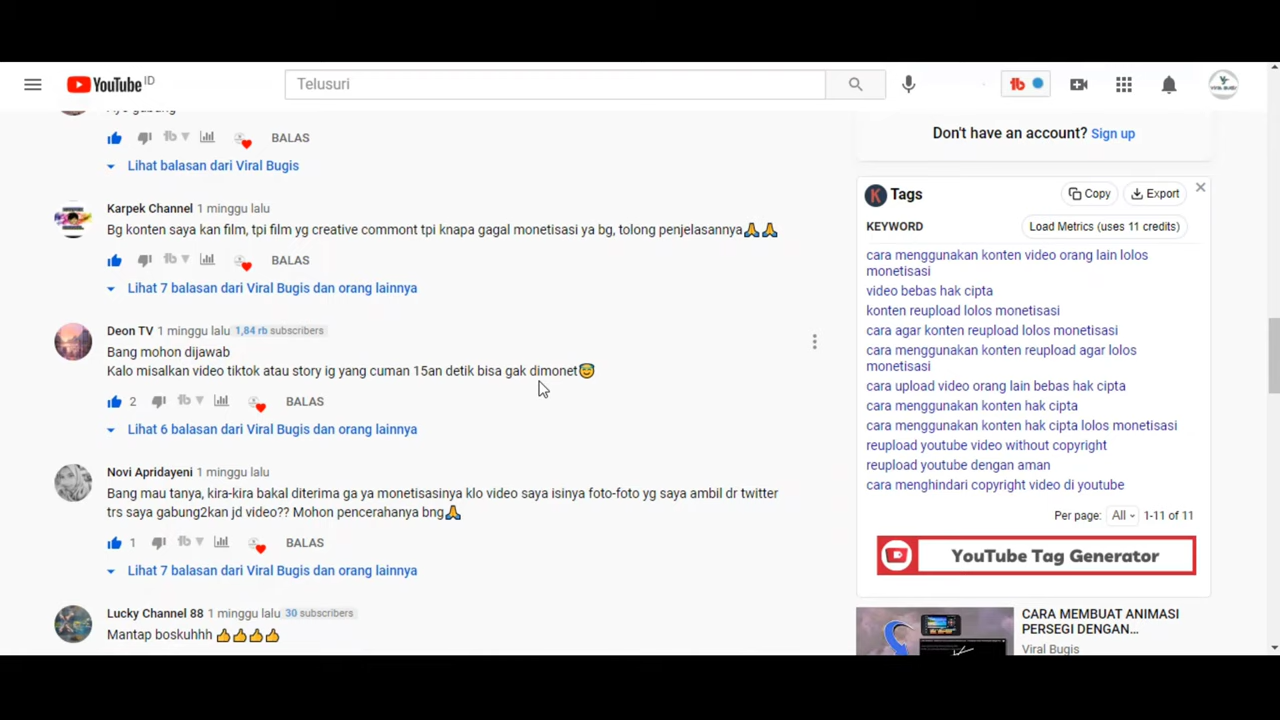 YouTube ID
Telusuri
BALAS
Lihat balasan dari Viral Bugis
Karpek Channel 1 minggu lalu
Bg konten saya kan film, tpi film yg creative commont tpi knapa gagal monetisasi ya bg, tolong penjelasannya🙏🙏
BALAS
Lihat 7 balasan dari Viral Bugis dan orang lainnya
Deon TV 1 minggu lalu 1,84 rb subscribers
Bang mohon dijawab
Kalo misalkan video tiktok atau story ig yang cuman 15an detik bisa gak dimonet😇
2 BALAS
Lihat 6 balasan dari Viral Bugis dan orang lainnya
Novi Apridayeni 1 minggu lalu
Bang mau tanya, kira-kira bakal diterima ga ya monetisasinya klo video saya isinya foto-foto yg saya ambil dr twitter
trs saya gabung2kan jd video?? Mohon pencerahanya bng🙏
1 BALAS
Lihat 7 balasan dari Viral Bugis dan orang lainnya
Lucky Channel 88 1 minggu lalu 30 subscribers
Mantap boskuhhh 👍👍👍👍
Don't have an account? Sign up
K Tags
Copy
Export
KEYWORD
Load Metrics (uses 11 credits)
cara menggunakan konten video orang lain lolos
monetisasi
video bebas hak cipta
konten reupload lolos monetisasi
cara agar konten reupload lolos monetisasi
cara menggunakan konten reupload agar lolos
monetisasi
cara upload video orang lain bebas hak cipta
cara menggunakan konten hak cipta
cara menggunakan konten hak cipta lolos monetisasi
reupload youtube video without copyright
reupload youtube dengan aman
cara menghindari copyright video di youtube
Per page: All 1-11 of 11
YouTube Tag Generator
CARA MEMBUAT ANIMASI
PERSEGI DENGAN...
Viral Bugis